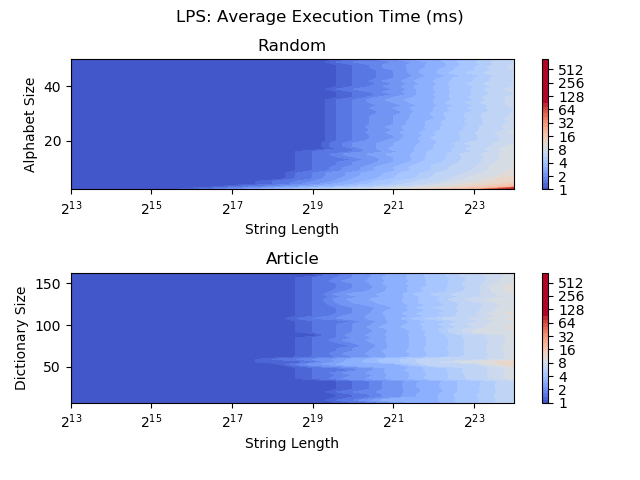 LPS: Average Execution Time (ms)
Random
Alphabet Size
40
20
2^13 2^15 2^17 2^19 2^21 2^23
String Length
512
256
128
64
32
16
8
4
2
1
Article
Dictionary Size
150
100
50
2^13 2^15 2^17 2^19 2^21 2^23
String Length
512
256
128
64
32
16
8
4
2
1